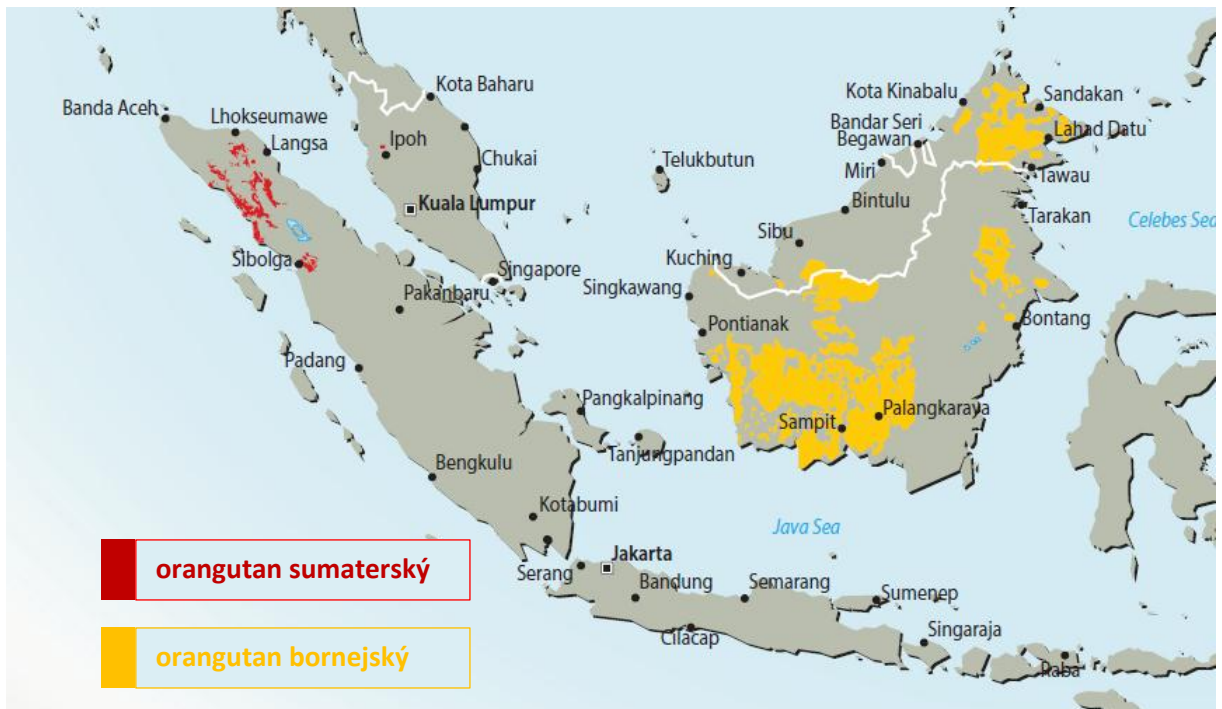 Banda Aceh
Lhokseumawe
Langsa
Kota Baharu
Ipoh
Chukai
Kuala Lumpur
Telukbutun
Kota Kinabalu
Sandakan
Bandar Seri
Begawan
Lahad Datu
Miri
Tawau
Bintulu
Tarakan
Celebes Sea
Sibu
Sibolga
Singapore
Kuching
Pakanbaru
Singkawang
Pontianak
Bontang
Padang
Pangkalpinang
Palangkaraya
Sampit
Tanjungpandan
Bengkulu
Kotabumi
Java Sea
Jakarta
Serang
Bandung
Semarang
Sumenep
Cilacap
Singaraja
Raba
orangutan sumaterský
orangutan bornejský